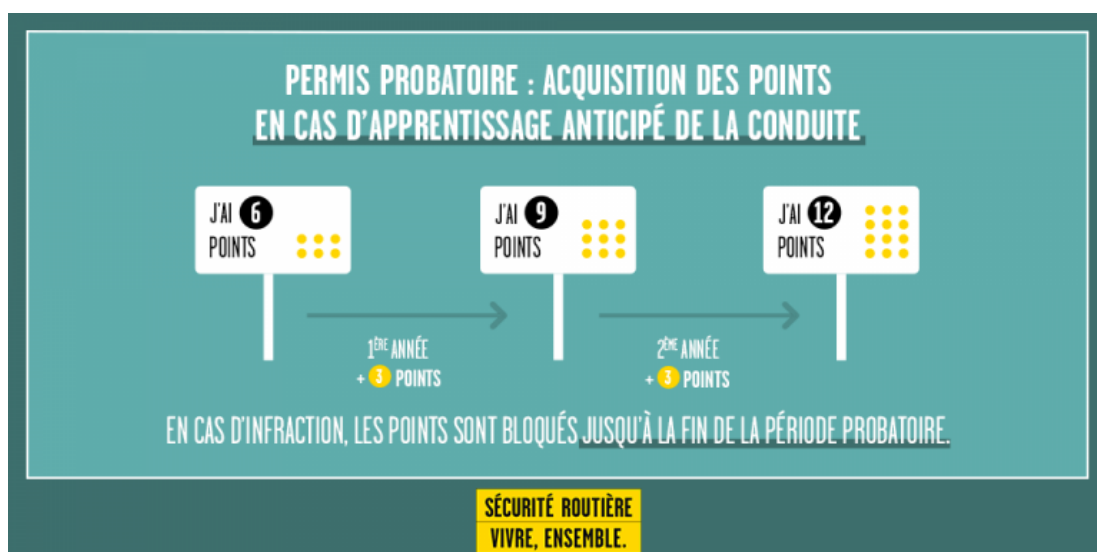 PERMIS PROBATOIRE : ACQUISITION DES POINTS
EN CAS D'APPRENTISSAGE ANTICIPÉ DE LA CONDUITE
J'AI 6
POINTS
J'AI 9
POINTS
J'AI 12
POINTS
1ÈRE ANNÉE
+ 3 POINTS
2ÈME ANNÉE
+ 3 POINTS
EN CAS D'INFRACTION, LES POINTS SONT BLOQUÉS JUSQU'À LA FIN DE LA PÉRIODE PROBATOIRE.
SÉCURITÉ ROUTIÈRE
VIVRE, ENSEMBLE.